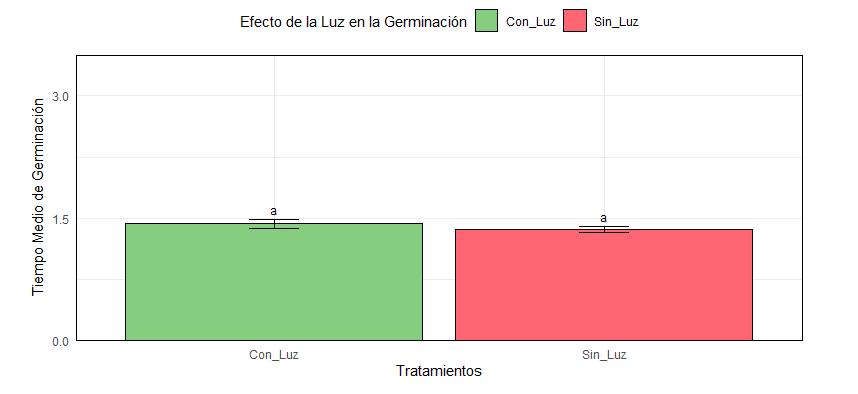 Efecto de la Luz en la Germinación Con_Luz Sin_Luz
Tiempo Medio de Germinación
3.0
1.5
0.0
a
a
Con_Luz Sin_Luz
Tratamientos